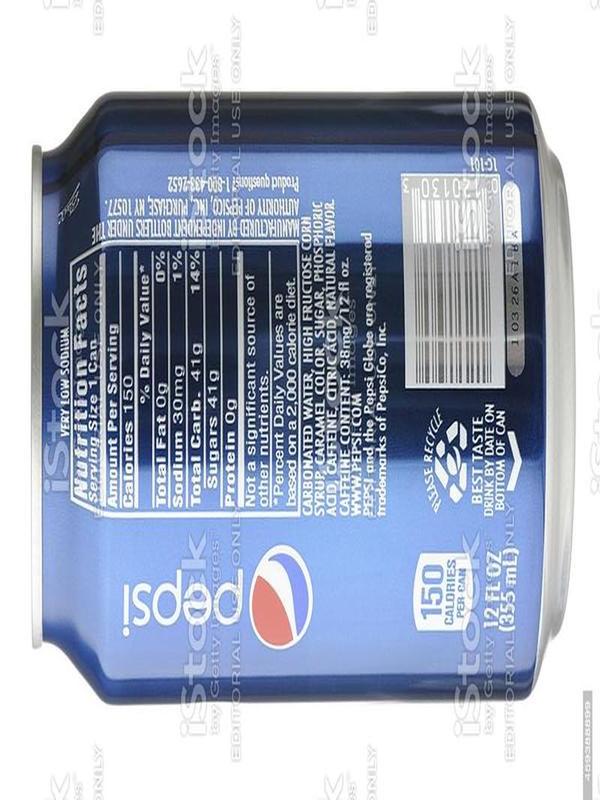 VERY LOW SODIUM
Nutrition Facts
Serving Size 1 Can
Amount Per Serving
Calories 150
% Daily Value*
Total Fat 0g 0%
Sodium 30mg 1%
Total Carb. 41g 14%
Sugars 41g
Protein 0g
Not a significant source of
other nutrients.
*Percent Daily Values are
based on a 2,000 calorie diet.
CARBONATED WATER, HIGH FRUCTOSE CORN
SYRUP, CARAMEL COLOR, SUGAR, PHOSPHORIC
ACID, CAFFEINE, CITRIC ACID, NATURAL FLAVOR.
CAFFEINE CONTENT: 38mg/12 fl oz.
WWW.PEPSI.COM
PEPSI and the Pepsi Globe are registered
trademarks of PepsiCo, Inc.
MANUFACTURED BY INDEPENDENT BOTTLERS UNDER THE
AUTHORITY OF PEPSICO, INC., PURCHASE, NY 10577.
Product questions? 1-800-433-2652
PLEASE RECYCLE
BEST TASTE
DRINK BY DATE ON
BOTTOM OF CAN
pepsi
150
CALORIES
PER CAN
12 FL OZ
(355 mL)
iStock
by Getty Images
EDITORIAL USE ONLY
458938899